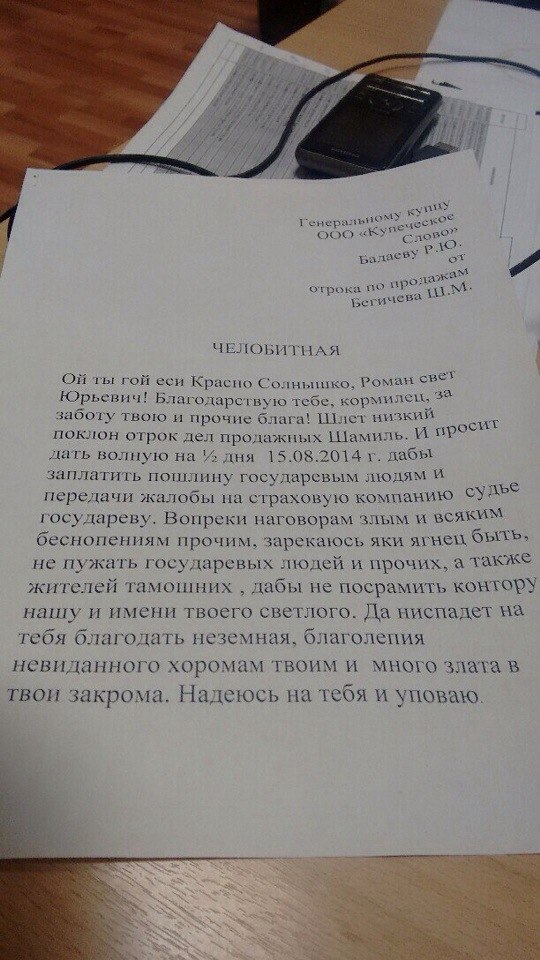 Генеральному купцу
ООО «Купеческое
Слово»
Бадаеву Р.Ю.
от
отрока по продажам
Бегичева Ш.М.
ЧЕЛОБИТНАЯ
Ой ты гой еси Красно Солнышко, Роман свет
Юрьевич! Благодарствую тебе, кормилец, за
заботу твою и прочие блага! Шлет низкий
поклон отрок дел продажных Шамиль. И просит
дать волную на ½ дня 15.08.2014 г. дабы
заплатить пошлину государевым людям и
передачи жалобы на страховую компанию судье
государеву. Вопреки наговорам злым и всяким
беснопениям прочим, зарекаюсь яки ягнец быть,
не пужать государевых людей и прочих, а также
жителей тамошних , дабы не посрамить контору
нашу и имени твоего светлого. Да ниспадет на
тебя благодать неземная, благолепия
невиданного хоромам твоим и много злата в
твои закрома. Надеюсь на тебя и уповаю.